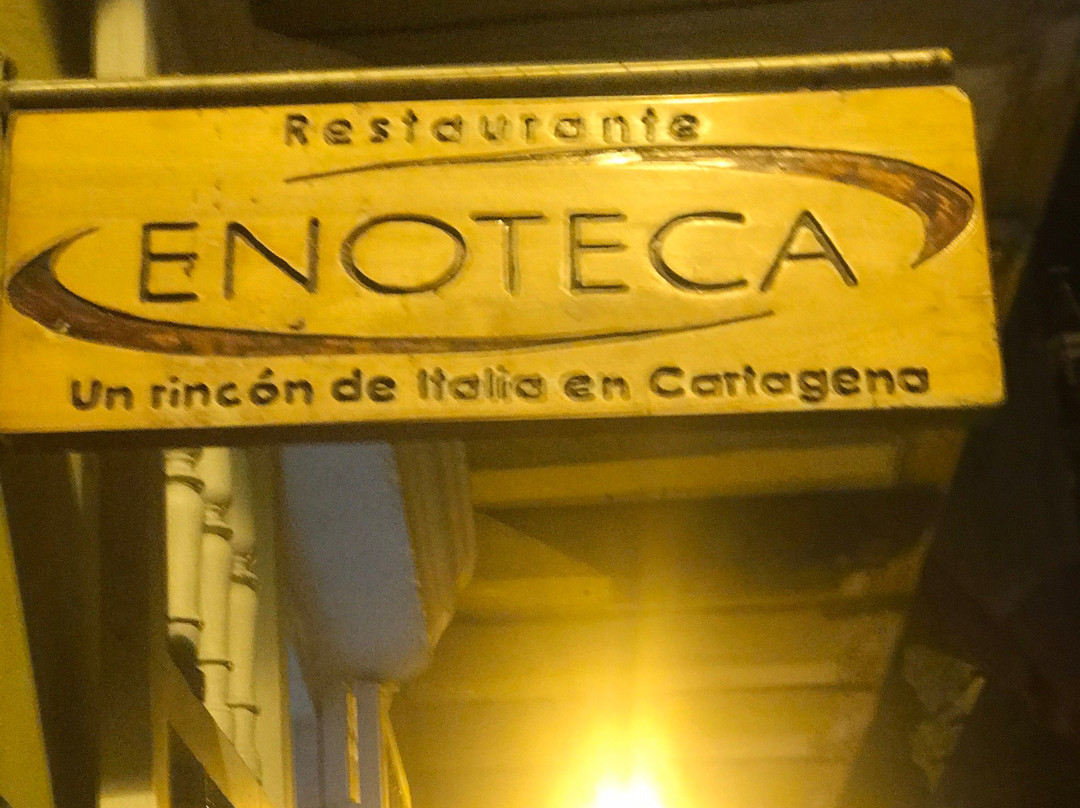 Restaurante
ENOTECA
Un rincón de Italia en Cartagena